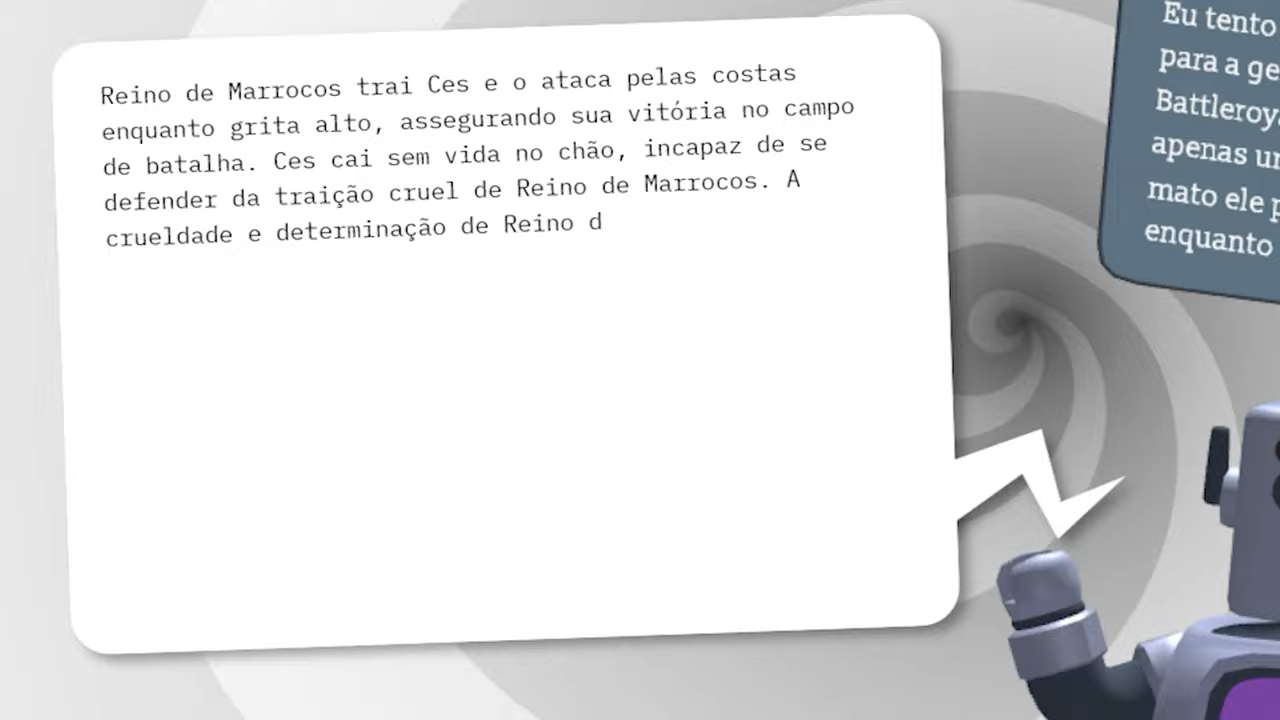 Reino de Marrocos trai Ces e o ataca pelas costas
enquanto grita alto, assegurando sua vitória no campo
de batalha. Ces cai sem vida no chão, incapaz de se
defender da traição cruel de Reino de Marrocos. A
crueldade e determinação de Reino d
Eu tento
para a ge
Battleroy
apenas un
mato ele p
enquanto